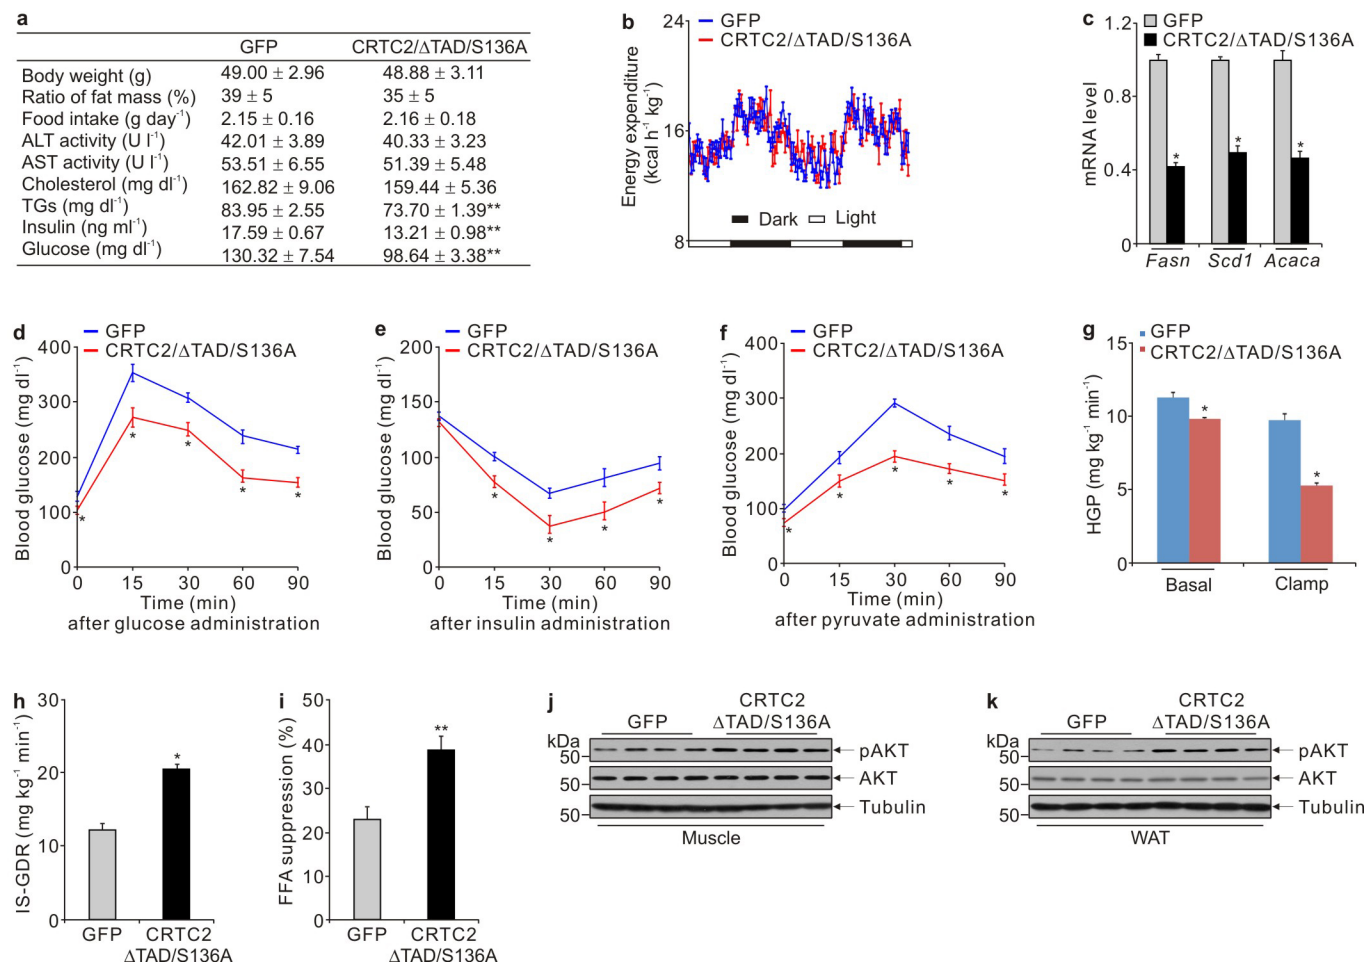 a
GFP CRTC2/ΔTAD/S136A
Body weight (g) 49.00 ± 2.96 48.88 ± 3.11
Ratio of fat mass (%) 39 ± 5 35 ± 5
Food intake (g day⁻¹) 2.15 ± 0.16 2.16 ± 0.18
ALT activity (U l⁻¹) 42.01 ± 3.89 40.33 ± 3.23
AST activity (U l⁻¹) 53.51 ± 6.55 51.39 ± 5.48
Cholesterol (mg dl⁻¹) 162.82 ± 9.06 159.44 ± 5.36
TGs (mg dl⁻¹) 83.95 ± 2.55 73.70 ± 1.39**
Insulin (ng ml⁻¹) 17.59 ± 0.67 13.21 ± 0.98**
Glucose (mg dl⁻¹) 130.32 ± 7.54 98.64 ± 3.38**
b
GFP
CRTC2/ΔTAD/S136A
Energy expenditure
(kcal h⁻¹ kg⁻¹)
24
16
8
Dark Light
c
GFP
CRTC2/ΔTAD/S136A
mRNA level
1.2
0.8
0.4
0
* * *
Fasn Scd1 Acaca
d
GFP
CRTC2/ΔTAD/S136A
Blood glucose (mg dl⁻¹)
400
300
200
100
0
* * * * *
0 15 30 60 90
Time (min)
after glucose administration
e
GFP
CRTC2/ΔTAD/S136A
Blood glucose (mg dl⁻¹)
200
150
100
50
0
* * * *
0 15 30 60 90
Time (min)
after insulin administration
f
GFP
CRTC2/ΔTAD/S136A
Blood glucose (mg dl⁻¹)
400
300
200
100
0
* * * * *
0 15 30 60 90
Time (min)
after pyruvate administration
g
GFP
CRTC2/ΔTAD/S136A
HGP (mg kg⁻¹ min⁻¹)
15
10
5
0
* *
Basal Clamp
h
IS-GDR (mg kg⁻¹ min⁻¹)
30
20
10
0
*
GFP CRTC2
ΔTAD/S136A
i
FFA suppression (%)
50
40
30
20
10
0
**
GFP CRTC2
ΔTAD/S136A
j
CRTC2
GFP ΔTAD/S136A
kDa
50 pAKT
50 AKT
50 Tubulin
Muscle
k
CRTC2
GFP ΔTAD/S136A
kDa
50 pAKT
50 AKT
50 Tubulin
WAT